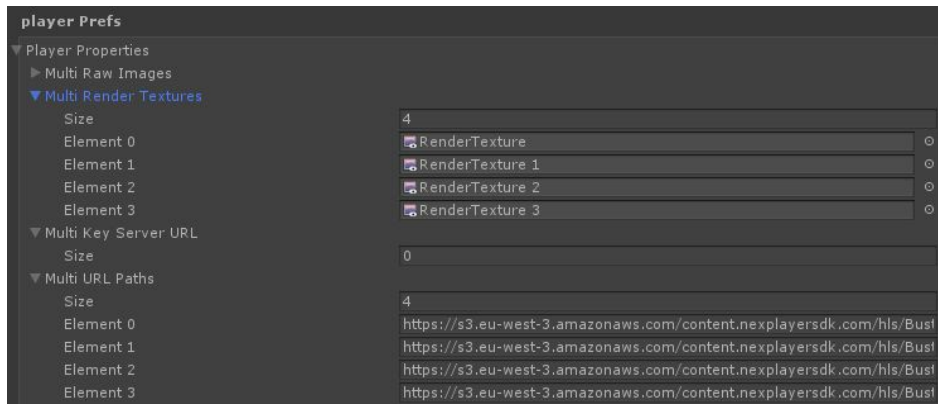 player Prefs
Player Properties
Multi Raw Images
Multi Render Textures
Size 4
Element 0 RenderTexture
Element 1 RenderTexture 1
Element 2 RenderTexture 2
Element 3 RenderTexture 3
Multi Key Server URL
Size 0
Multi URL Paths
Size 4
Element 0 https://s3.eu-west-3.amazonaws.com/content.nexplayersdk.com/hls/Bust
Element 1 https://s3.eu-west-3.amazonaws.com/content.nexplayersdk.com/hls/Bust
Element 2 https://s3.eu-west-3.amazonaws.com/content.nexplayersdk.com/hls/Bust
Element 3 https://s3.eu-west-3.amazonaws.com/content.nexplayersdk.com/hls/Bust